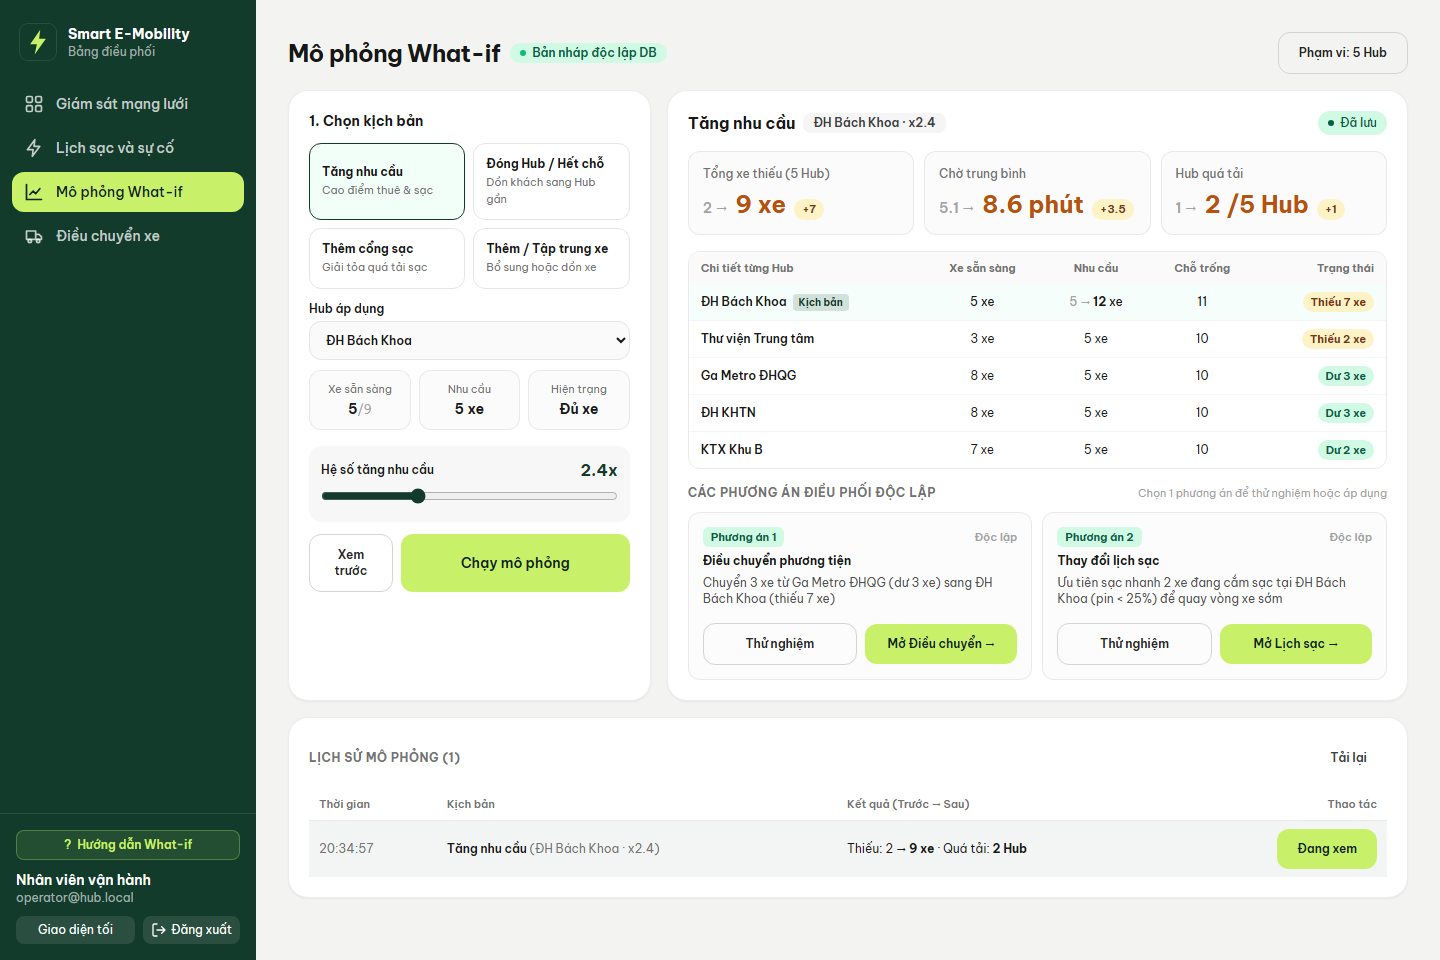 Smart E-Mobility
Bảng điều phối
Giám sát mạng lưới
Lịch sạc và sự cố
Mô phỏng What-if
Điều chuyển xe
? Hướng dẫn What-if
Nhân viên vận hành
operator@hub.local
Giao diện tối
Đăng xuất
Mô phỏng What-if
Bản nháp độc lập DB
Phạm vi: 5 Hub
1. Chọn kịch bản
Tăng nhu cầu
Cao điểm thuê & sạc
Đóng Hub / Hết chỗ
Dồn khách sang Hub
gần
Thêm cổng sạc
Giải tỏa quá tải sạc
Thêm / Tập trung xe
Bổ sung hoặc dồn xe
Hub áp dụng
ĐH Bách Khoa
Xe sẵn sàng
5/9
Nhu cầu
5 xe
Hiện trạng
Đủ xe
Hệ số tăng nhu cầu
2.4x
Xem
trước
Chạy mô phỏng
Tăng nhu cầu
ĐH Bách Khoa · x2.4
Đã lưu
Tổng xe thiếu (5 Hub)
2 → 9 xe +7
Chờ trung bình
5.1 → 8.6 phút +3.5
Hub quá tải
1 → 2 /5 Hub +1
Chi tiết từng Hub Xe sẵn sàng Nhu cầu Chỗ trống Trạng thái
ĐH Bách Khoa Kịch bản 5 xe 5 → 12 xe 11 Thiếu 7 xe
Thư viện Trung tâm 3 xe 5 xe 10 Thiếu 2 xe
Ga Metro ĐHQG 8 xe 5 xe 10 Dư 3 xe
ĐH KHTN 8 xe 5 xe 10 Dư 3 xe
KTX Khu B 7 xe 5 xe 10 Dư 2 xe
CÁC PHƯƠNG ÁN ĐIỀU PHỐI ĐỘC LẬP
Chọn 1 phương án để thử nghiệm hoặc áp dụng
Phương án 1
Độc lập
Điều chuyển phương tiện
Chuyển 3 xe từ Ga Metro ĐHQG (dư 3 xe) sang ĐH
Bách Khoa (thiếu 7 xe)
Thử nghiệm
Mở Điều chuyển →
Phương án 2
Độc lập
Thay đổi lịch sạc
Ưu tiên sạc nhanh 2 xe đang cắm sạc tại ĐH Bách
Khoa (pin < 25%) để quay vòng xe sớm
Thử nghiệm
Mở Lịch sạc →
LỊCH SỬ MÔ PHỎNG (1)
Tải lại
Thời gian Kịch bản Kết quả (Trước → Sau) Thao tác
20:34:57 Tăng nhu cầu (ĐH Bách Khoa · x2.4) Thiếu: 2 → 9 xe · Quá tải: 2 Hub Đang xem